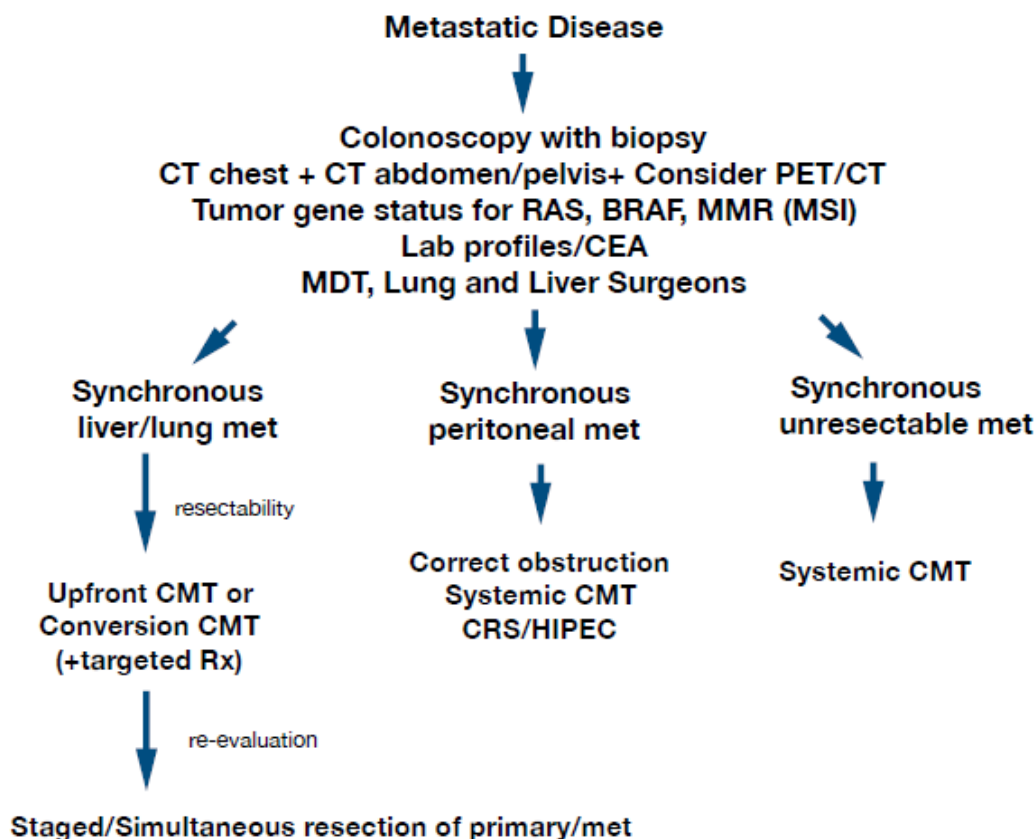 Metastatic Disease
Colonoscopy with biopsy
CT chest + CT abdomen/pelvis+ Consider PET/CT
Tumor gene status for RAS, BRAF, MMR (MSI)
Lab profiles/CEA
MDT, Lung and Liver Surgeons
Synchronous
liver/lung met
Synchronous
peritoneal met
Synchronous
unresectable met
resectability
Upfront CMT or
Conversion CMT
(+targeted Rx)
Correct obstruction
Systemic CMT
CRS/HIPEC
Systemic CMT
re-evaluation
Staged/Simultaneous resection of primary/met